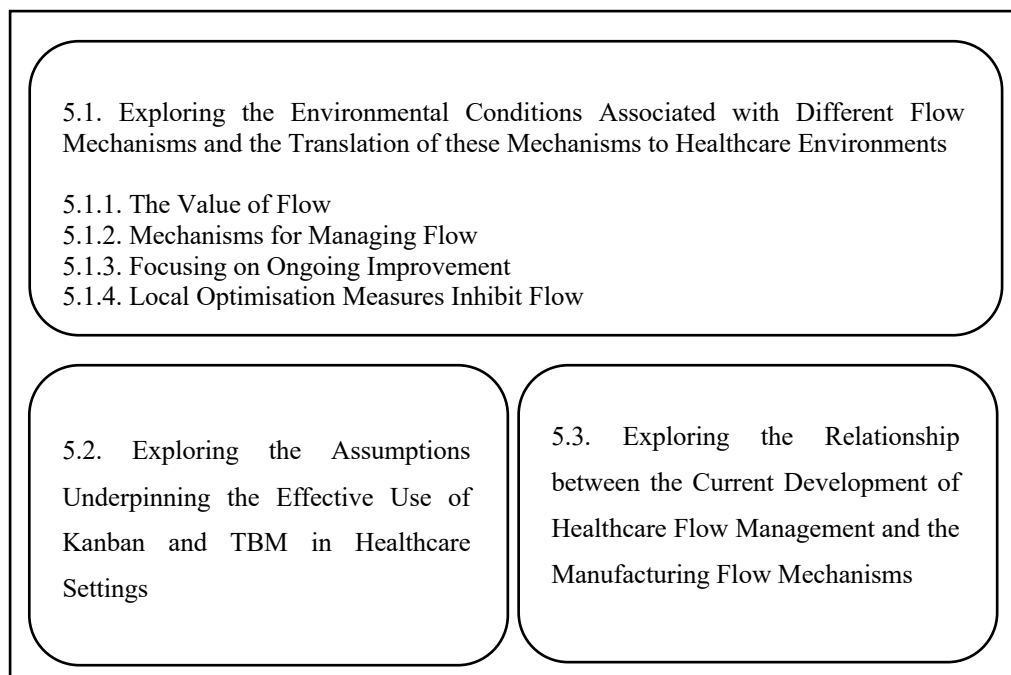 5.1. Exploring the Environmental Conditions Associated with Different Flow
Mechanisms and the Translation of these Mechanisms to Healthcare Environments
5.1.1. The Value of Flow
5.1.2. Mechanisms for Managing Flow
5.1.3. Focusing on Ongoing Improvement
5.1.4. Local Optimisation Measures Inhibit Flow
5.2. Exploring the Assumptions
Underpinning the Effective Use of
Kanban and TBM in Healthcare
Settings
5.3. Exploring the Relationship
between the Current Development of
Healthcare Flow Management and the
Manufacturing Flow Mechanisms